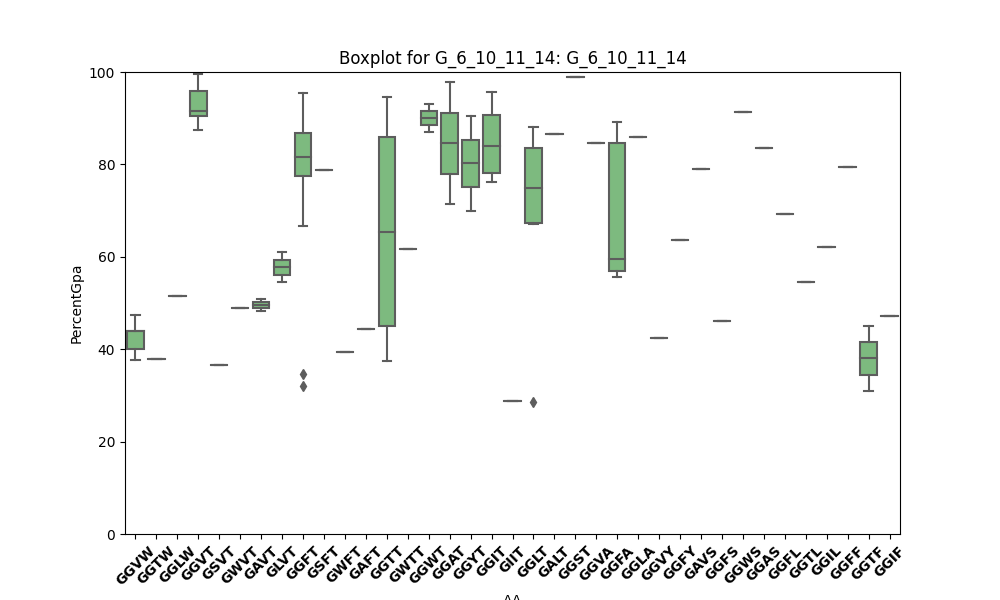 Boxplot for G_6_10_11_14: G_6_10_11_14
100
80
60
40
20
0
PercentGpa
GGVW GGTW GGLW GGVT GSVT GWVT GAVT GLVT GGFT GSFT GWFT GAFT GGTT GWTT GGWT GGAT GGYT GGIT GIIT GGLT GALT GGST GGVA GGFA GGLA GGVY GGFY GAVS GGFS GGWS GGAS GGFL GGTL GGIL GGFF GGTF GGIF
AA